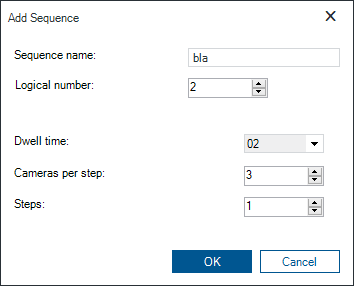 Add Sequence
Sequence name: bla
Logical number: 2
Dwell time: 02
Cameras per step: 3
Steps: 1
OK Cancel